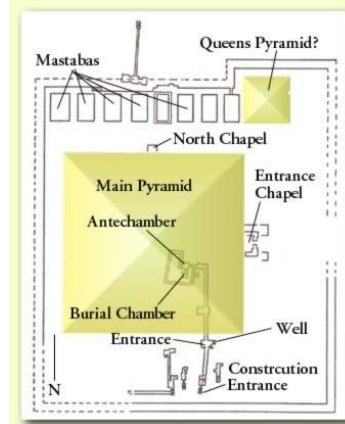 Queens Pyramid?
Mastabas
North Chapel
Entrance
Chapel
Main Pyramid
Antechamber
Burial Chamber
Entrance
Well
Constrcution
Entrance
N